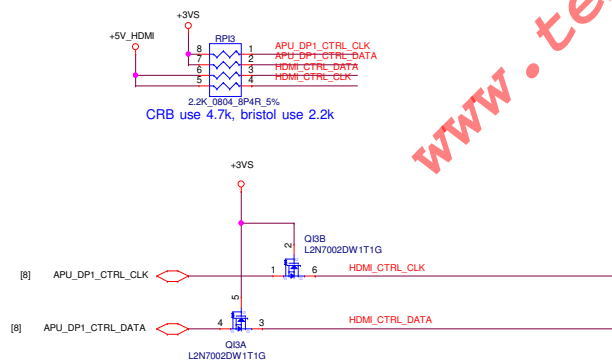 +3VS
+5V_HDMI
RPI3
8 1 APU_DP1_CTRL_CLK
7 2 APU_DP1_CTRL_DATA
6 3 HDMI_CTRL_DATA
5 4 HDMI_CTRL_CLK
2.2K_0804_8P4R_5%
CRB use 4.7k, bristol use 2.2k
www.te
+3VS
QI3B
L2N7002DW1T1G
2
[8] APU_DP1_CTRL_CLK 1 6 HDMI_CTRL_CLK
5
[8] APU_DP1_CTRL_DATA 4 3 HDMI_CTRL_DATA
QI3A
L2N7002DW1T1G